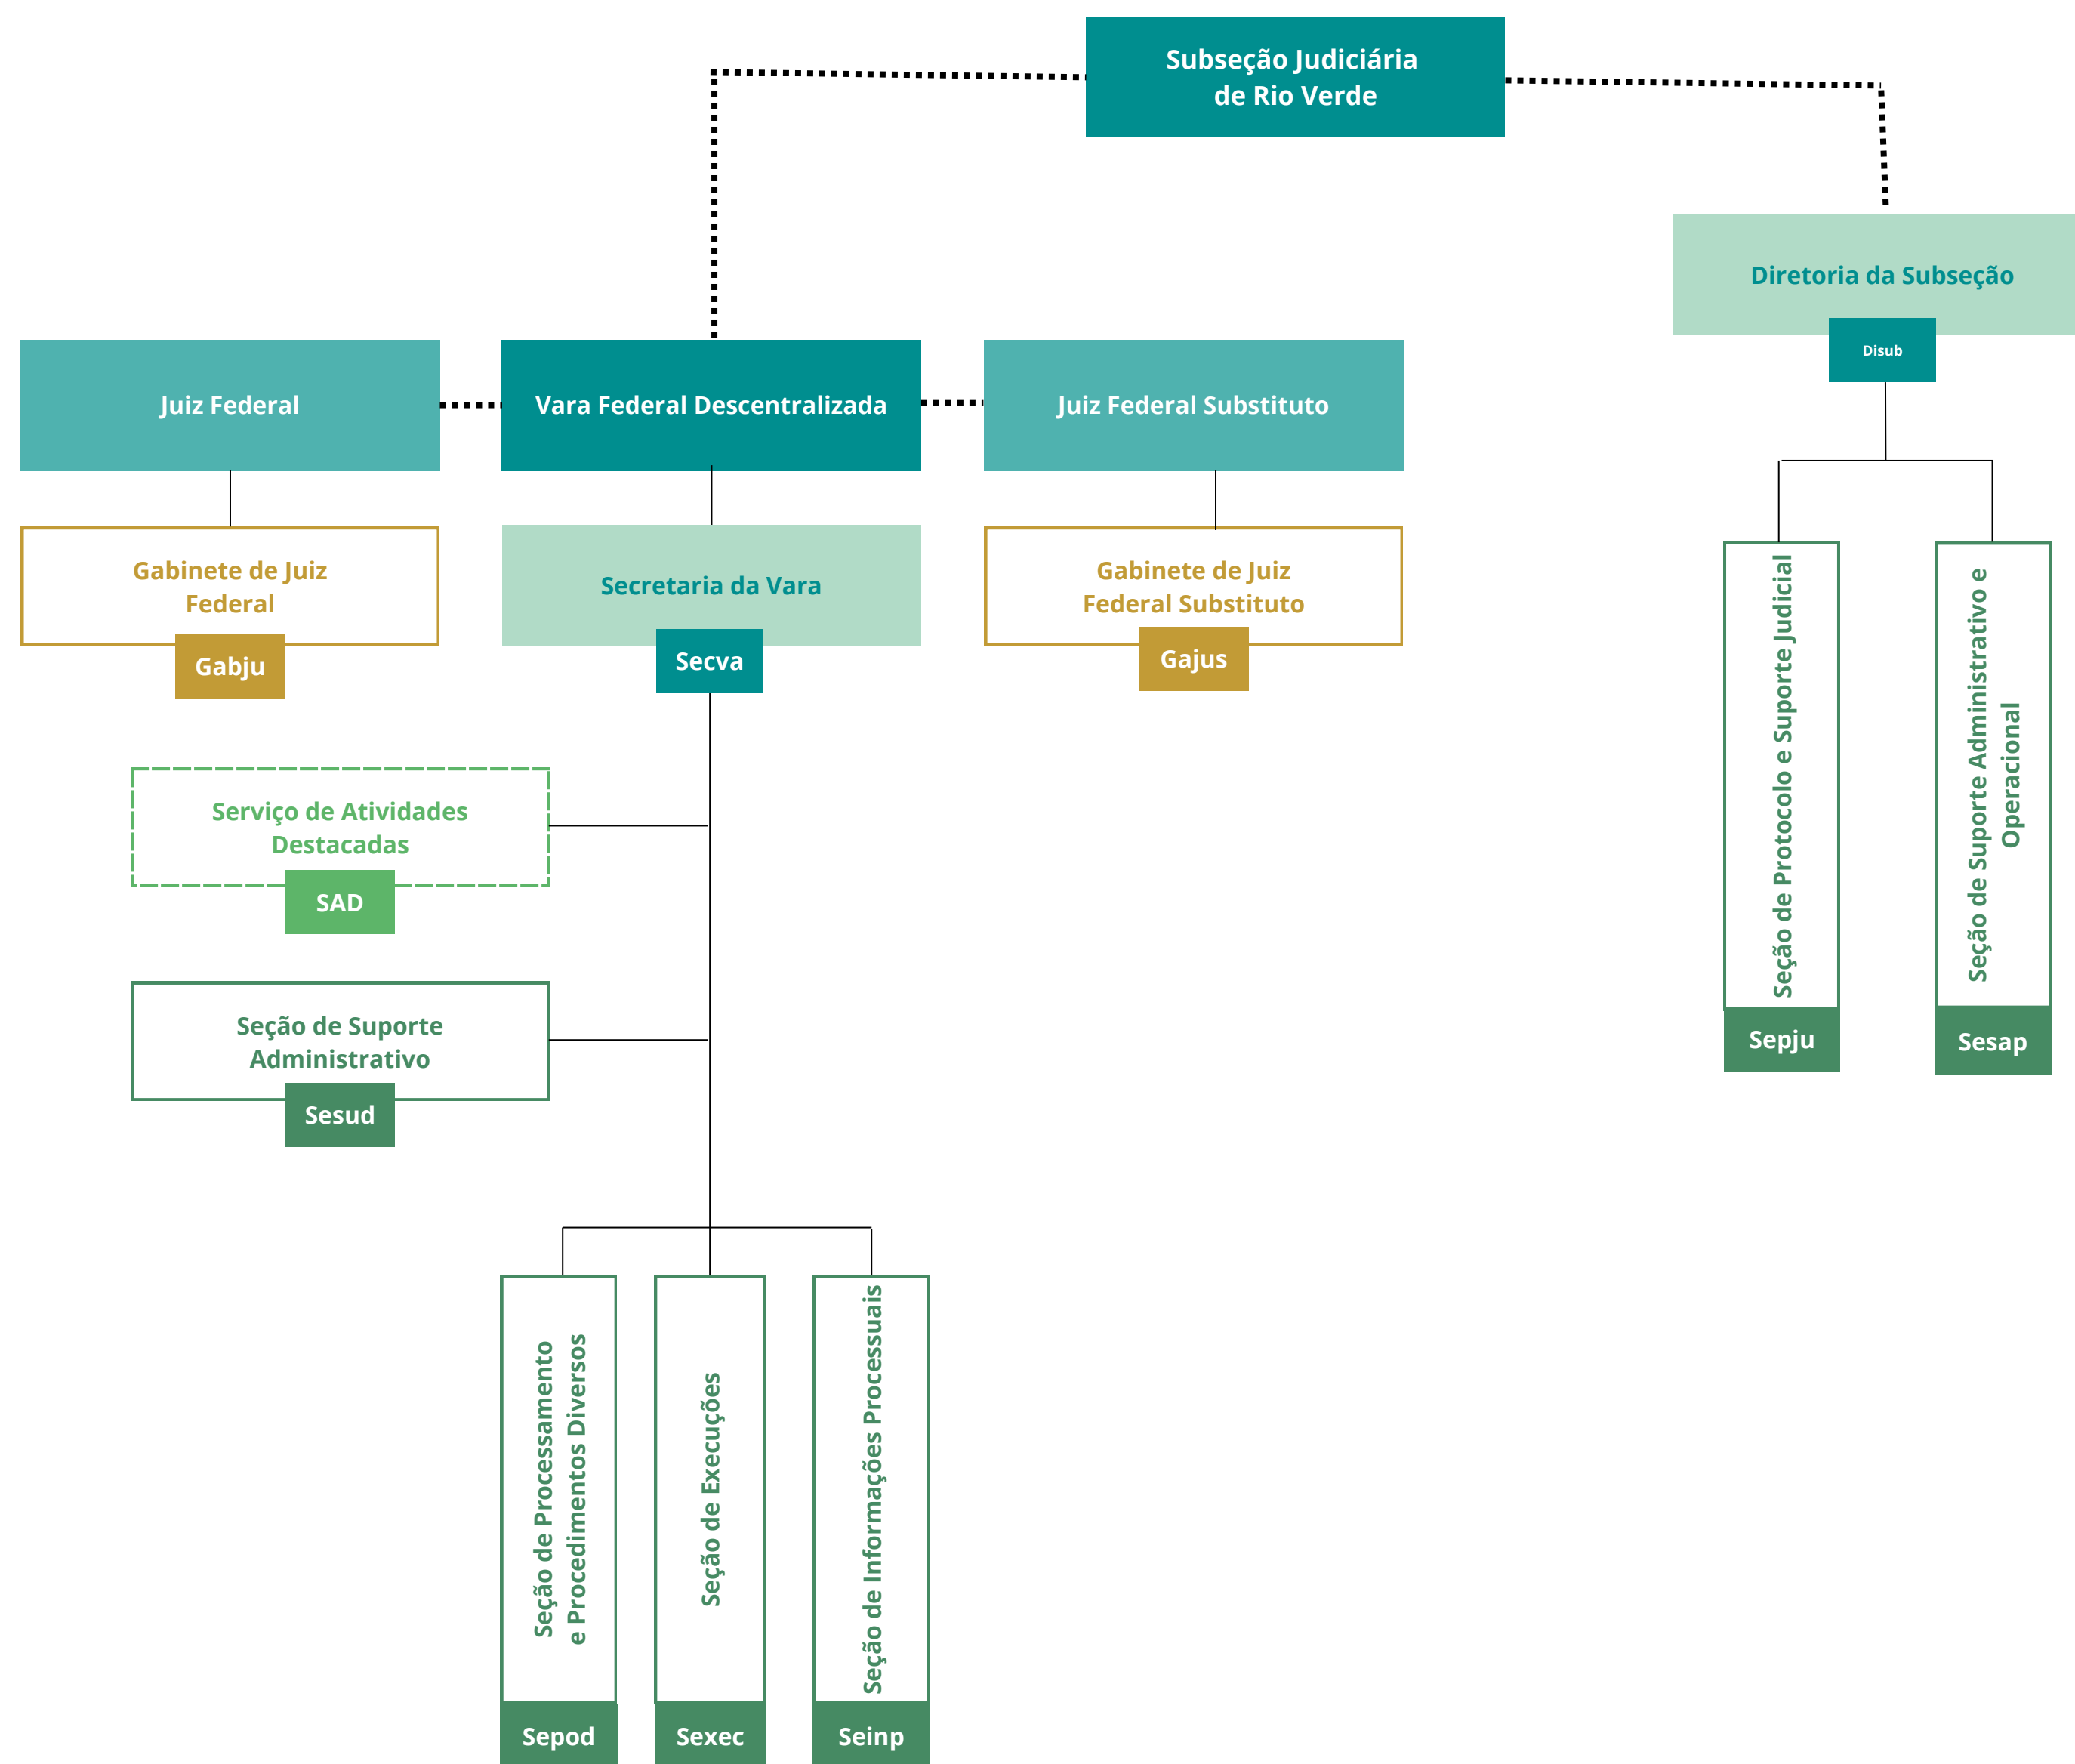 Subseção Judiciária
de Rio Verde
Diretoria da Subseção
Disub
Juiz Federal
Vara Federal Descentralizada
Juiz Federal Substituto
Gabinete de Juiz
Federal
Gabju
Secretaria da Vara
Secva
Gabinete de Juiz
Federal Substituto
Gajus
Seção de Protocolo e Suporte Judicial
Sepju
Seção de Suporte Administrativo e
Operacional
Sesap
Serviço de Atividades
Destacadas
SAD
Seção de Suporte
Administrativo
Sesud
Seção de Processamento
e Procedimentos Diversos
Sepod
Seção de Execuções
Sexec
Seção de Informações Processuais
Seinp